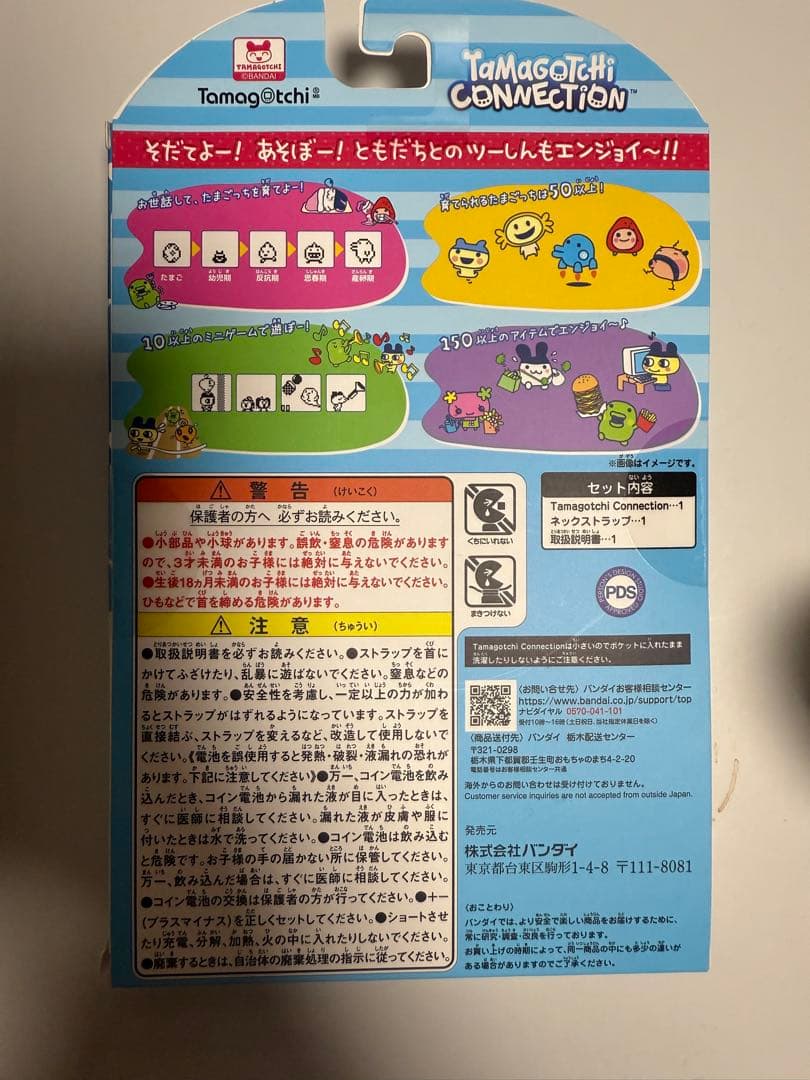 TAMAGOTCHI
©BANDAI
Tamagotchi
TAMAGOTCHI
CONNECTION™
そだてよー! あそぼー! ともだちとのツーしんもエンジョイ〜!!
お世話して、たまごっちを育てよー!
たまご 幼児期 反抗期 思春期 産卵期
育てられるたまごっちは50以上!
10以上のミニゲームで遊ぼー!
150以上のアイテムでエンジョイ〜♪
※画像はイメージです。
⚠ 警告 (けいこく)
保護者の方へ 必ずお読みください。
●小部品や小球があります。誤飲・窒息の危険があります
ので、3才未満のお子様には絶対に与えないでください。
●生後18ヵ月未満のお子様には絶対に与えないでください。
ひもなどで首を締める危険があります。
⚠ 注意 (ちゅうい)
●取扱説明書を必ずお読みください。●ストラップを首に
かけてふざけたり、乱暴に遊ばないでください。窒息などの
危険があります。●安全性を考慮し、一定以上の力が加わ
るとストラップがはずれるようになっています。ストラップを
直接結ぶ、ストラップを変えるなど、改造して使用しないで
ください。《電池を誤使用すると発熱・破裂・液漏れの恐れが
あります。下記に注意してください》●万一、コイン電池を飲み
込んだとき、コイン電池から漏れた液が目に入ったときは、
すぐに医師に相談してください。漏れた液が皮膚や服に
付いたときは水で洗ってください。●コイン電池は飲み込む
と危険です。お子様の手の届かない所に保管してください。
万一、飲み込んだ場合は、すぐに医師に相談してください。
●コイン電池の交換は保護者の方が行ってください。●+−
(プラスマイナス)を正しくセットしてください。●ショートさせ
たり充電、分解、加熱、火の中に入れたりしないでください。
●廃棄するときは、自治体の廃棄処理の指示に従ってください。
くちにいれない
まきつけない
セット内容
Tamagotchi Connection…1
ネックストラップ…1
取扱説明書…1
PERSON'S DESIGN STUDIO
PDS
APPROVED
Tamagotchi Connectionは小さいのでポケットに入れたまま
洗濯したりしないようにご注意ください。
〈お問い合せ先〉バンダイお客様相談センター
https://www.bandai.co.jp/support/top
ナビダイヤル 0570-041-101
受付10時〜16時(土日祝日、当社指定休業日を除く)
〈商品送付先〉バンダイ 栃木配送センター
〒321-0298
栃木県下都賀郡壬生町おもちゃのまち4-2-20
電話番号はお客様相談センター共通
海外からのお問い合わせは受け付けておりません。
Customer service inquiries are not accepted from outside Japan.
発売元
株式会社バンダイ
東京都台東区駒形1-4-8 〒111-8081
〈おことわり〉
バンダイでは、より安全で楽しい商品をお届けするために、
常に研究・調査・改良を行っております。
お買い上げの時期によって、同一商品の中にも多少の違いが
ある場合がありますのでご了承ください。